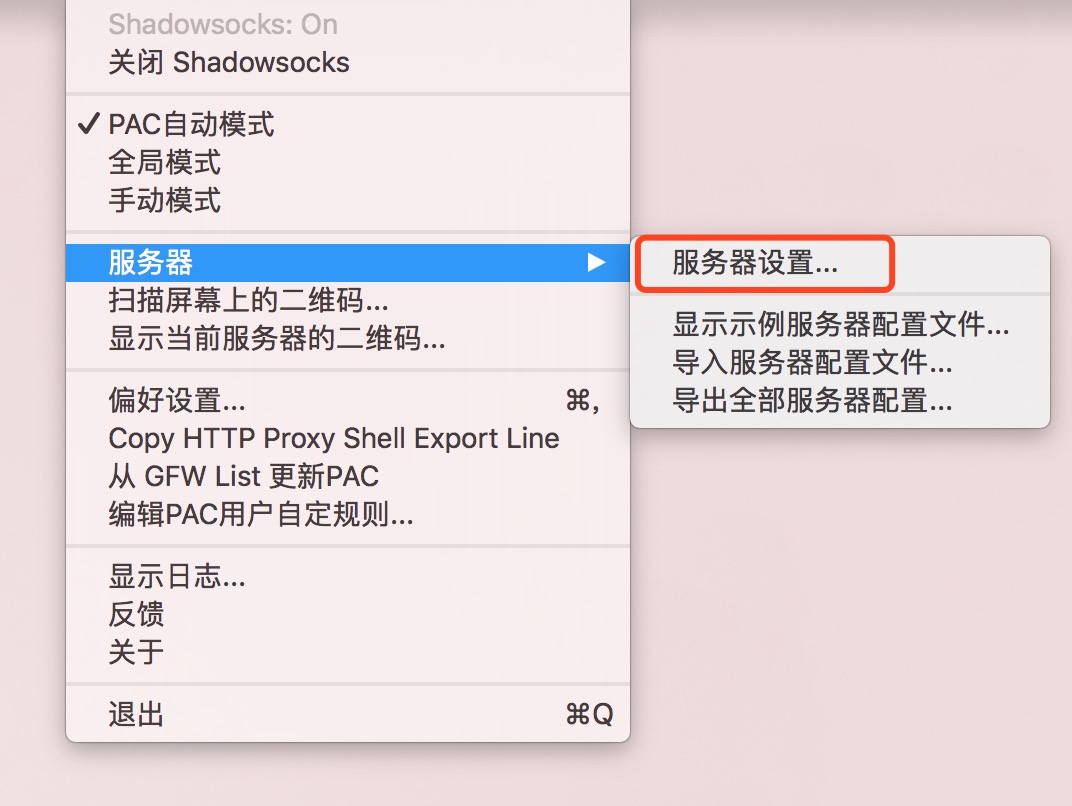 Shadowsocks: On
关闭 Shadowsocks
PAC自动模式
全局模式
手动模式
服务器
扫描屏幕上的二维码...
显示当前服务器的二维码...
偏好设置... ⌘,
Copy HTTP Proxy Shell Export Line
从 GFW List 更新PAC
编辑PAC用户自定规则...
显示日志...
反馈
关于
退出 ⌘Q
服务器设置...
显示示例服务器配置文件...
导入服务器配置文件...
导出全部服务器配置...